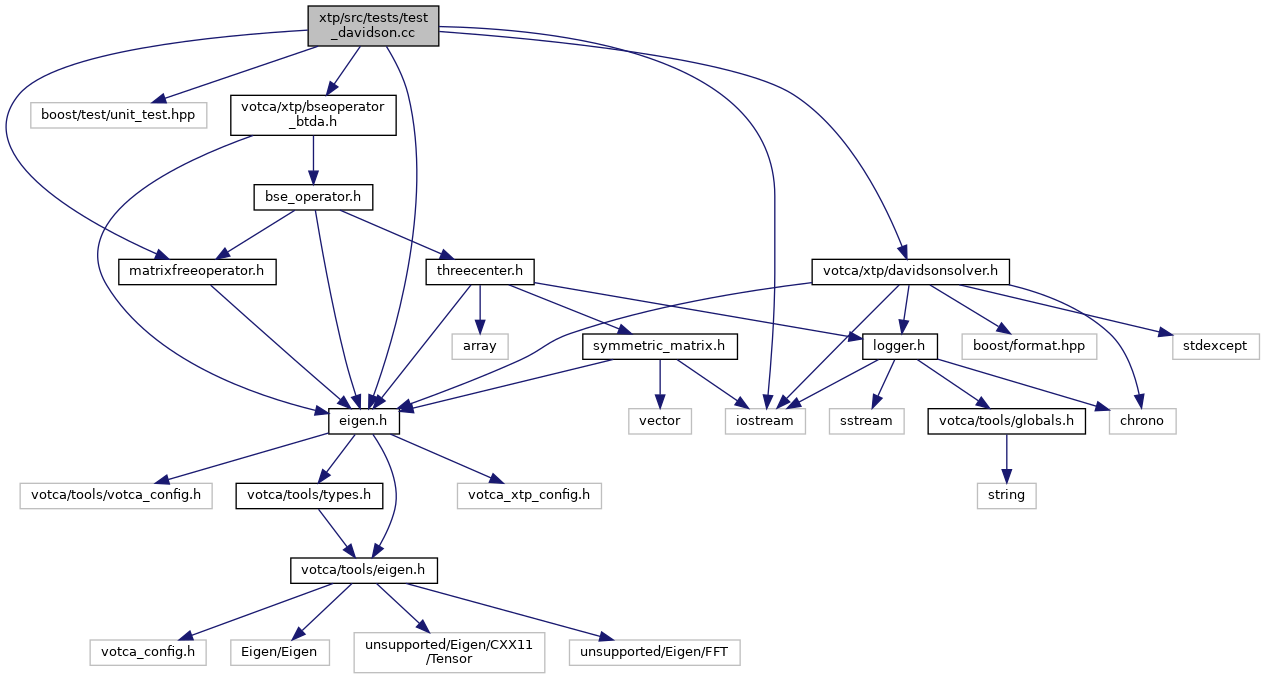 xtp/src/tests/test
_davidson.cc
boost/test/unit_test.hpp
votca/xtp/bseoperator
_btda.h
bse_operator.h
matrixfreeoperator.h
threecenter.h
votca/xtp/davidsonsolver.h
array
symmetric_matrix.h
logger.h
boost/format.hpp
stdexcept
eigen.h
vector
iostream
sstream
votca/tools/globals.h
chrono
votca/tools/votca_config.h
votca/tools/types.h
votca_xtp_config.h
string
votca/tools/eigen.h
votca_config.h
Eigen/Eigen
unsupported/Eigen/CXX11
/Tensor
unsupported/Eigen/FFT